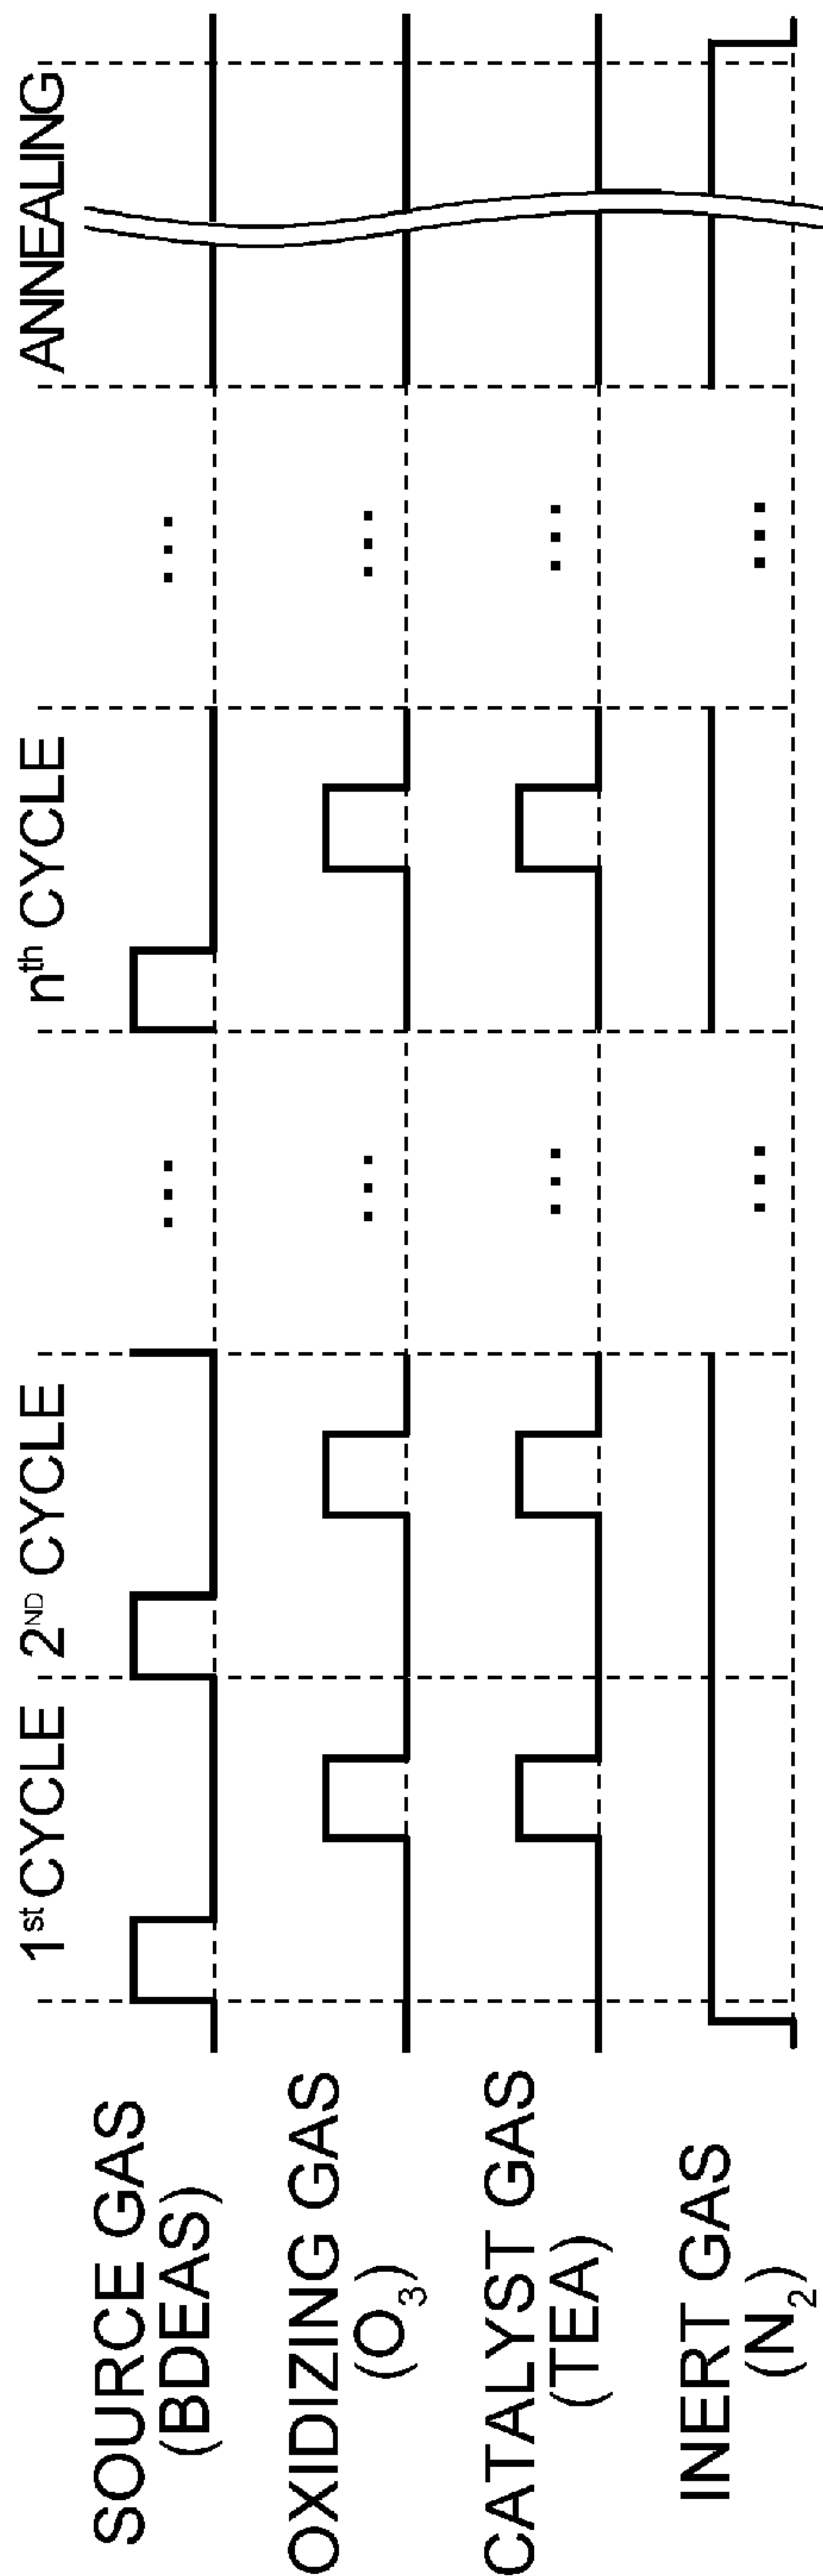 1st CYCLE 2ND CYCLE
nth CYCLE
ANNEALING
SOURCE GAS
(BDEAS)
...
...
OXIDIZING GAS
(O3)
...
...
CATALYST GAS
(TEA)
...
...
INERT GAS
(N2)
...
...